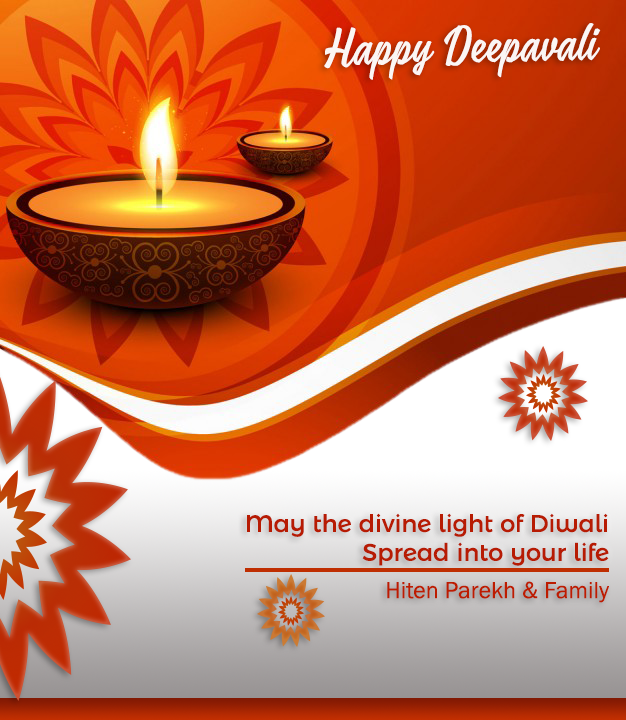 Happy Deepavali
May the divine light of Diwali
Spread into your life
Hiten Parekh & Family